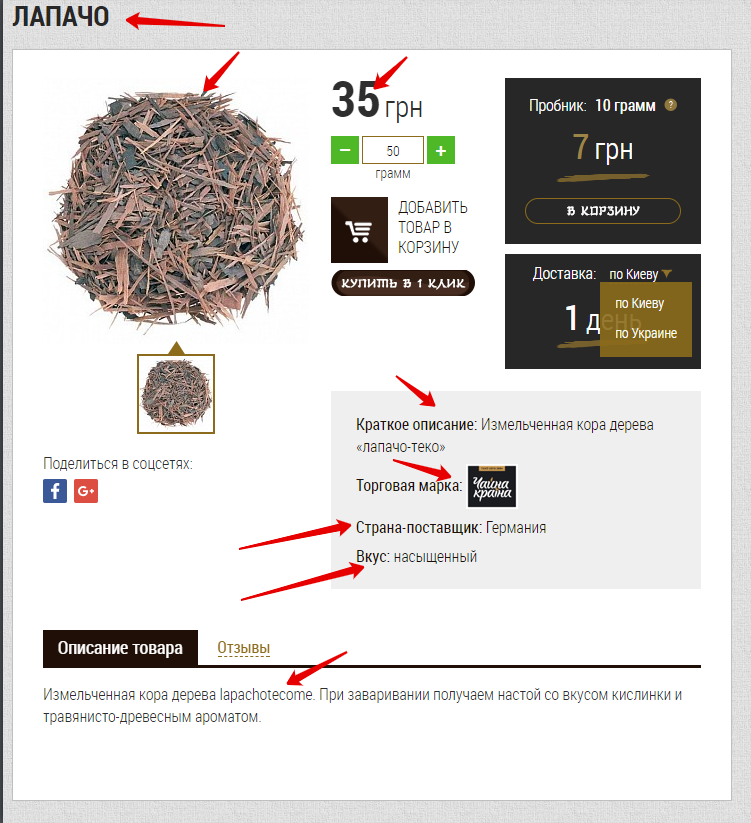 ЛАПАЧО
35 грн
− 50 +
грамм
ДОБАВИТЬ
ТОВАР В
КОРЗИНУ
КУПИТЬ В 1 КЛИК
Пробник: 10 грамм ?
7 грн
В КОРЗИНУ
Доставка: по Киеву
1 день
по Киеву
по Украине
Поделиться в соцсетях:
f G+
Краткое описание: Измельченная кора дерева
«лапачо-теко»
Торговая марка: Чайна країна
Страна-поставщик: Германия
Вкус: насыщенный
Описание товара Отзывы
Измельченная кора дерева lapachotecome. При заваривании получаем настой со вкусом кислинки и
травянисто-древесным ароматом.